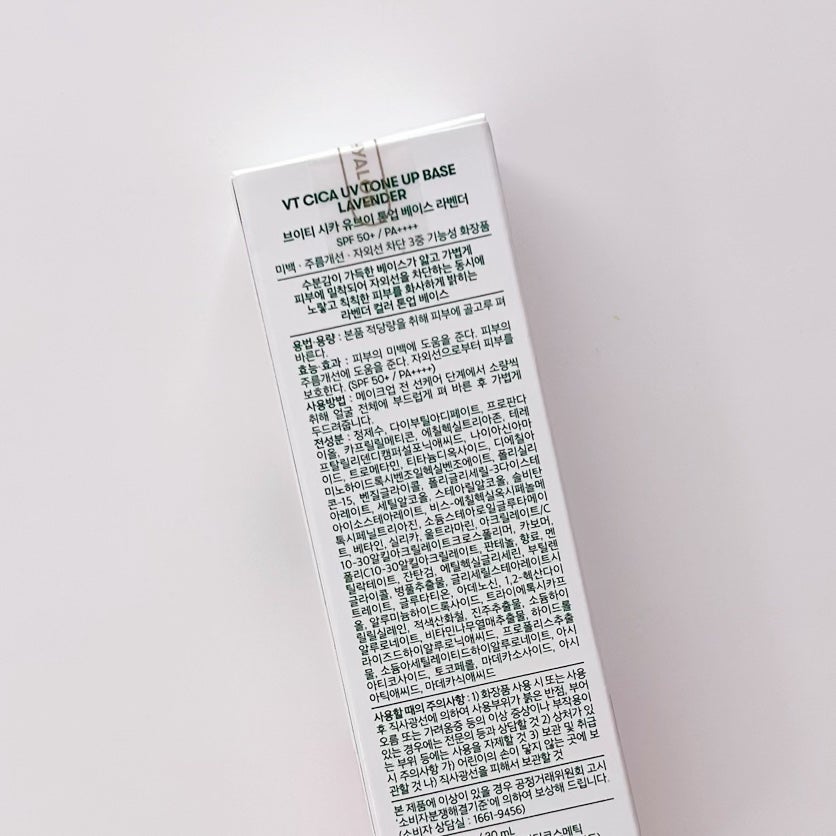 VT CICA UV TONE UP BASE
LAVENDER
브이티 시카 유브이 톤업 베이스 라벤더
SPF 50+ / PA++++
미백 · 주름개선 · 자외선 차단 3중 기능성 화장품
수분감이 가득한 베이스가 얇고 가볍게
피부에 밀착되어 자외선을 차단하는 동시에
노랗고 칙칙한 피부를 화사하게 밝히는
라벤더 컬러 톤업 베이스
용법·용량 : 본품 적당량을 취해 피부에 골고루 펴
바른다.
효능·효과 : 피부의 미백에 도움을 준다. 피부의
주름개선에 도움을 준다. 자외선으로부터 피부를
보호한다. (SPF 50+ / PA++++)
사용방법 : 메이크업 전 선케어 단계에서 소량씩
취해 얼굴 전체에 부드럽게 펴 바른 후 가볍게
두드려줍니다.
전성분 : 정제수, 다이부틸아디페이트, 프로판다
이올, 카프릴릴메티콘, 에칠헥실트리아존, 테레
프탈릴리덴디캠퍼설포닉애씨드, 나이아신아마
이드, 트로메타민, 티타늄디옥사이드, 디에칠아
미노하이드록시벤조일헥실벤조에이트, 폴리실리
콘-15, 벤질글라이콜, 폴리글리세릴-3다이스테
아레이트, 세틸알코올, 스테아릴알코올, 솔비탄
아이소스테아레이트, 비스-에칠헥실옥시페놀메
톡시페닐트리아진, 소듐스테아로일글루타메이
트, 베타인, 실리카, 울트라마린, 아크릴레이트/C
10-30알킬아크릴레이트크로스폴리머, 카보머,
폴리C10-30알킬아크릴레이트, 판테놀, 향료, 멘
틸락테이트, 잔탄검, 에틸헥실글리세린, 부틸렌
글라이콜, 병풀추출물, 글리세릴스테아레이트시
트레이트, 글루타티온, 아데노신, 1,2-헥산다이
올, 알루미늄하이드록사이드, 트라이에톡시카프
릴릴실레인, 적색산화철, 진주추출물, 소듐하이
알루로네이트, 비타민나무열매추출물, 하이드롤
라이즈드하이알루로닉애씨드, 프로폴리스추출
물, 소듐아세틸레이티드하이알루로네이트, 아시
아티코사이드, 토코페롤, 마데카소사이드, 아시
아틱애씨드, 마데카식애씨드
사용할 때의 주의사항 : 1) 화장품 사용 시 또는 사용
후 직사광선에 의하여 사용부위가 붉은 반점, 부어
오름 또는 가려움증 등의 이상 증상이나 부작용이
있는 경우에는 전문의 등과 상담할 것 2) 상처가 있
는 부위 등에는 사용을 자제할 것 3) 보관 및 취급
시 주의사항 가) 어린이의 손이 닿지 않는 곳에 보
관할 것 나) 직사광선을 피해서 보관할 것
본 제품에 이상이 있을 경우 공정거래위원회 고시
'소비자분쟁해결기준'에 의하여 보상해 드립니다.
(소비자 상담실 : 1661-9456)
/ 30 mL